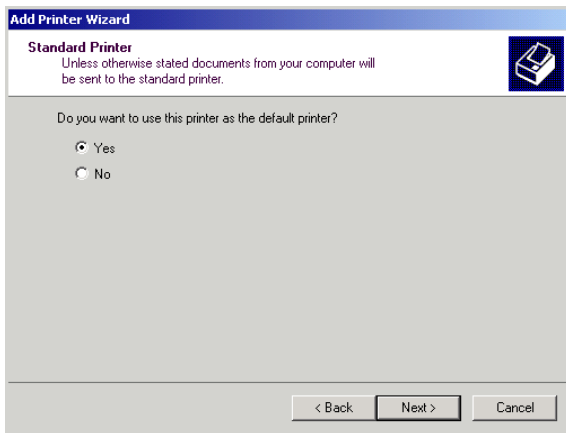 Add Printer Wizard
Standard Printer
Unless otherwise stated documents from your computer will
be sent to the standard printer.
Do you want to use this printer as the default printer?
Yes
No
< Back
Next >
Cancel